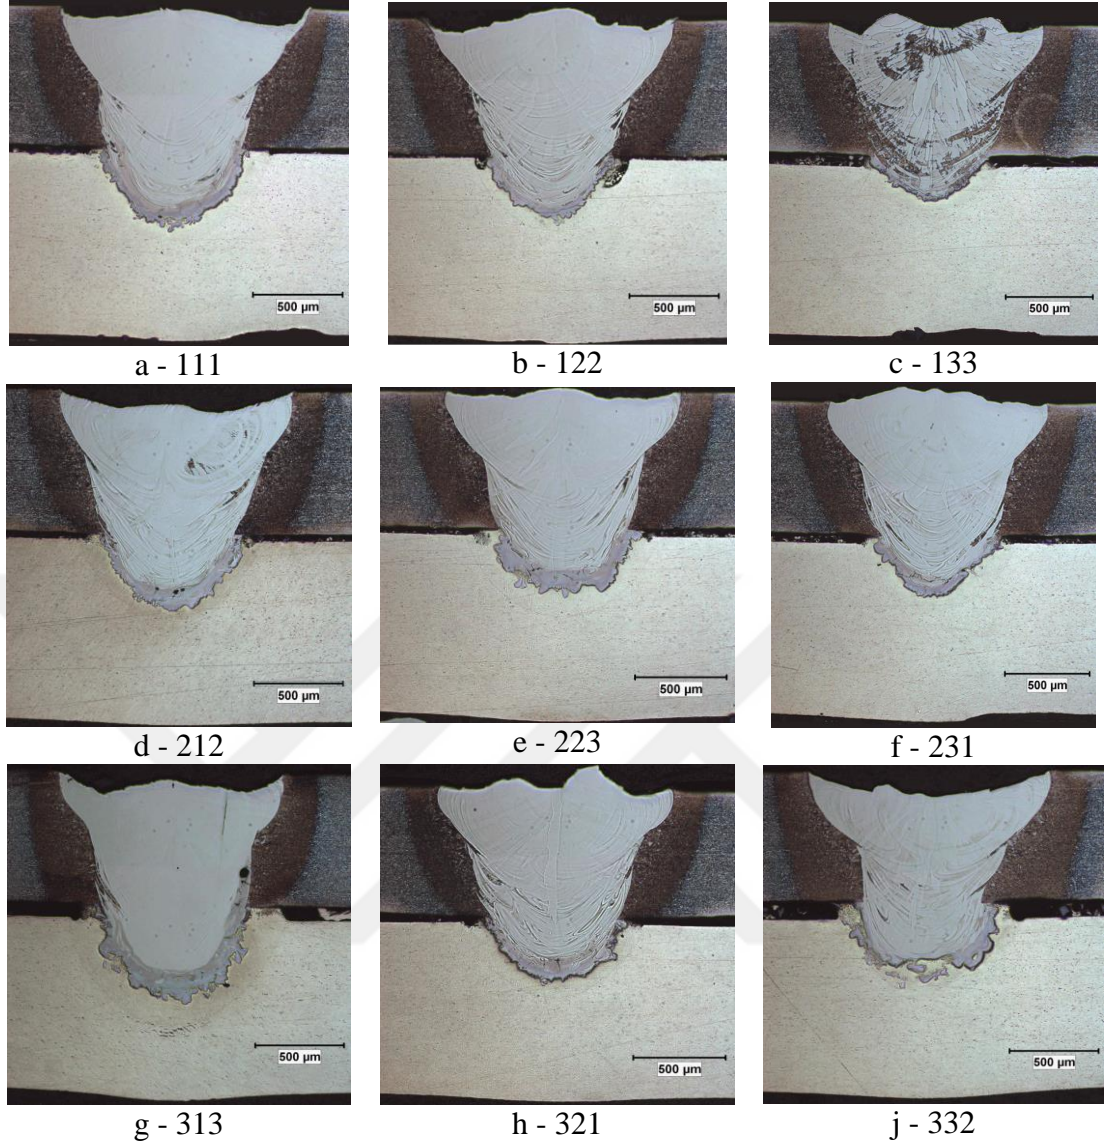 500 µm 500 µm 500 µm
a - 111 b - 122 c - 133
500 µm 500 µm 500 µm
d - 212 e - 223 f - 231
500 µm 500 µm 500 µm
g - 313 h - 321 j - 332